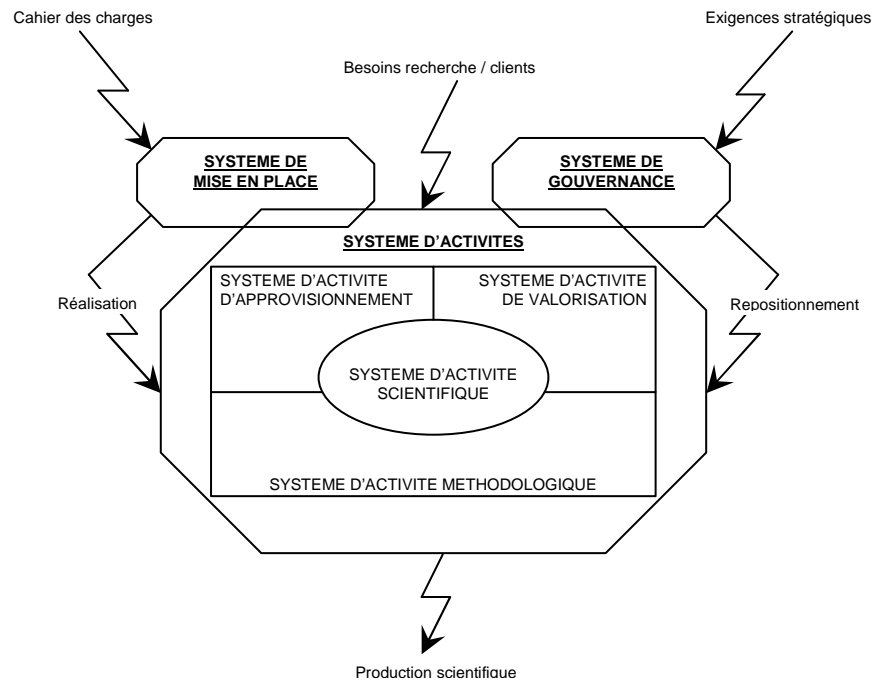 Cahier des charges
Exigences stratégiques
Besoins recherche / clients
SYSTEME DE
MISE EN PLACE
SYSTEME DE
GOUVERNANCE
SYSTEME D'ACTIVITES
SYSTEME D'ACTIVITE
D'APPROVISIONNEMENT
SYSTEME D'ACTIVITE
DE VALORISATION
Réalisation
Repositionnement
SYSTEME D'ACTIVITE
SCIENTIFIQUE
SYSTEME D'ACTIVITE METHODOLOGIQUE
Production scientifique